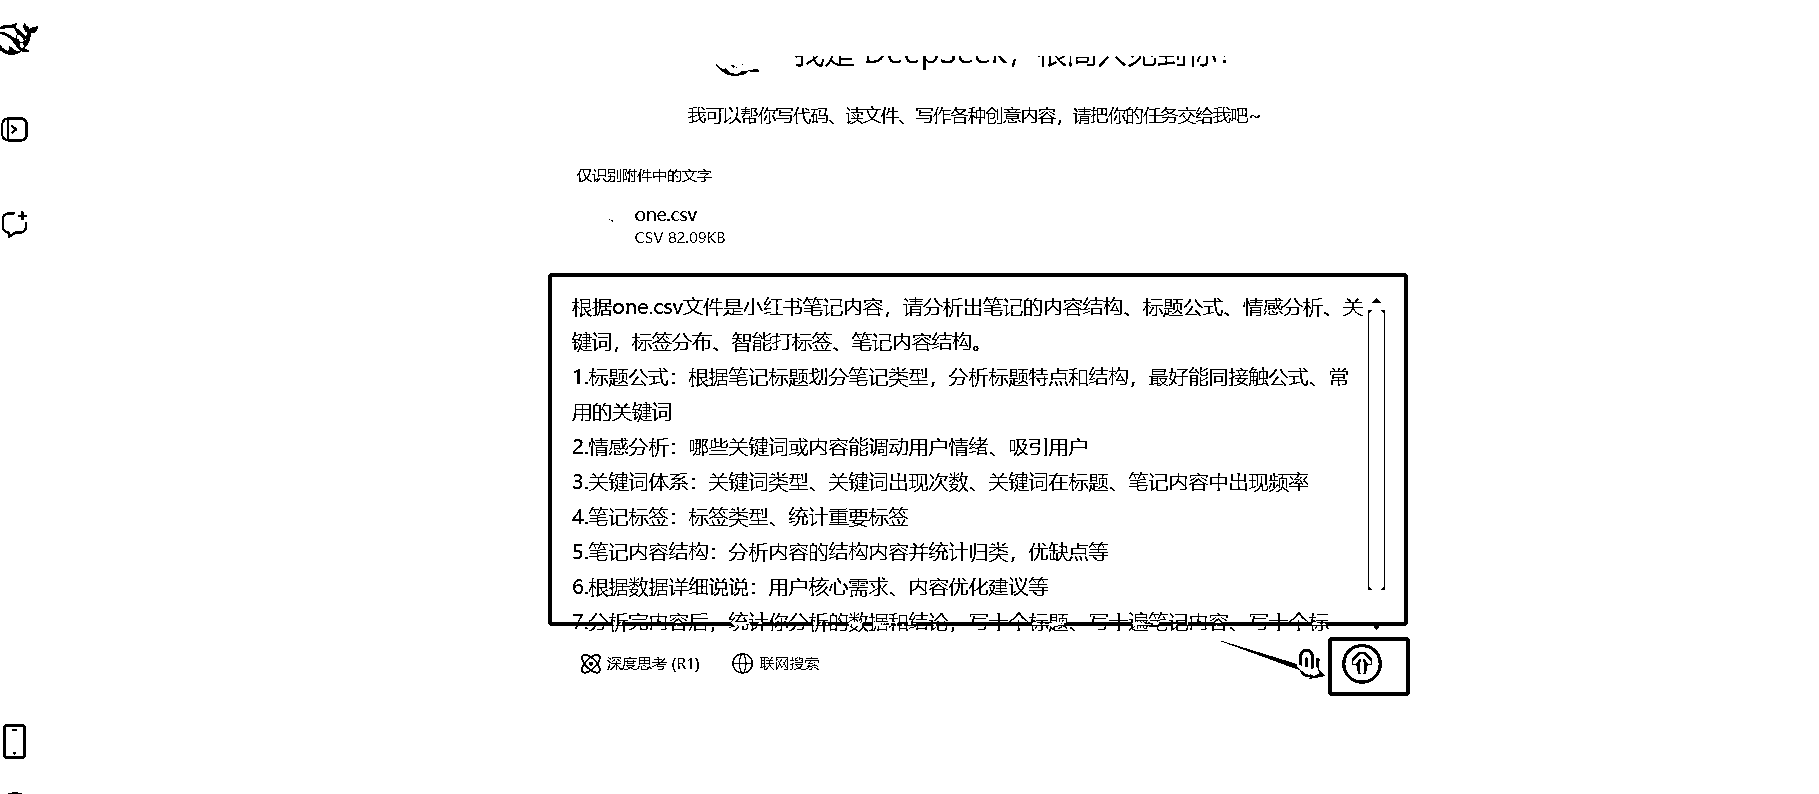 我是 DeepSeek，很高兴见到你！
我可以帮你写代码、读文件、写作各种创意内容，请把你的任务交给我吧~
仅识别附件中的文字
one.csv
CSV 82.09KB
根据one.csv文件是小红书笔记内容，请分析出笔记的内容结构、标题公式、情感分析、关
键词，标签分布、智能打标签、笔记内容结构。
1.标题公式：根据笔记标题划分笔记类型，分析标题特点和结构，最好能同接触公式、常
用的关键词
2.情感分析：哪些关键词或内容能调动用户情绪、吸引用户
3.关键词体系：关键词类型、关键词出现次数、关键词在标题、笔记内容中出现频率
4.笔记标签：标签类型、统计重要标签
5.笔记内容结构：分析内容的结构内容并统计归类，优缺点等
6.根据数据详细说说：用户核心需求、内容优化建议等
7.分析完内容后，统计你分析的数据和结论，写十个标题、写十遍笔记内容、写十个标
深度思考 (R1)
联网搜索